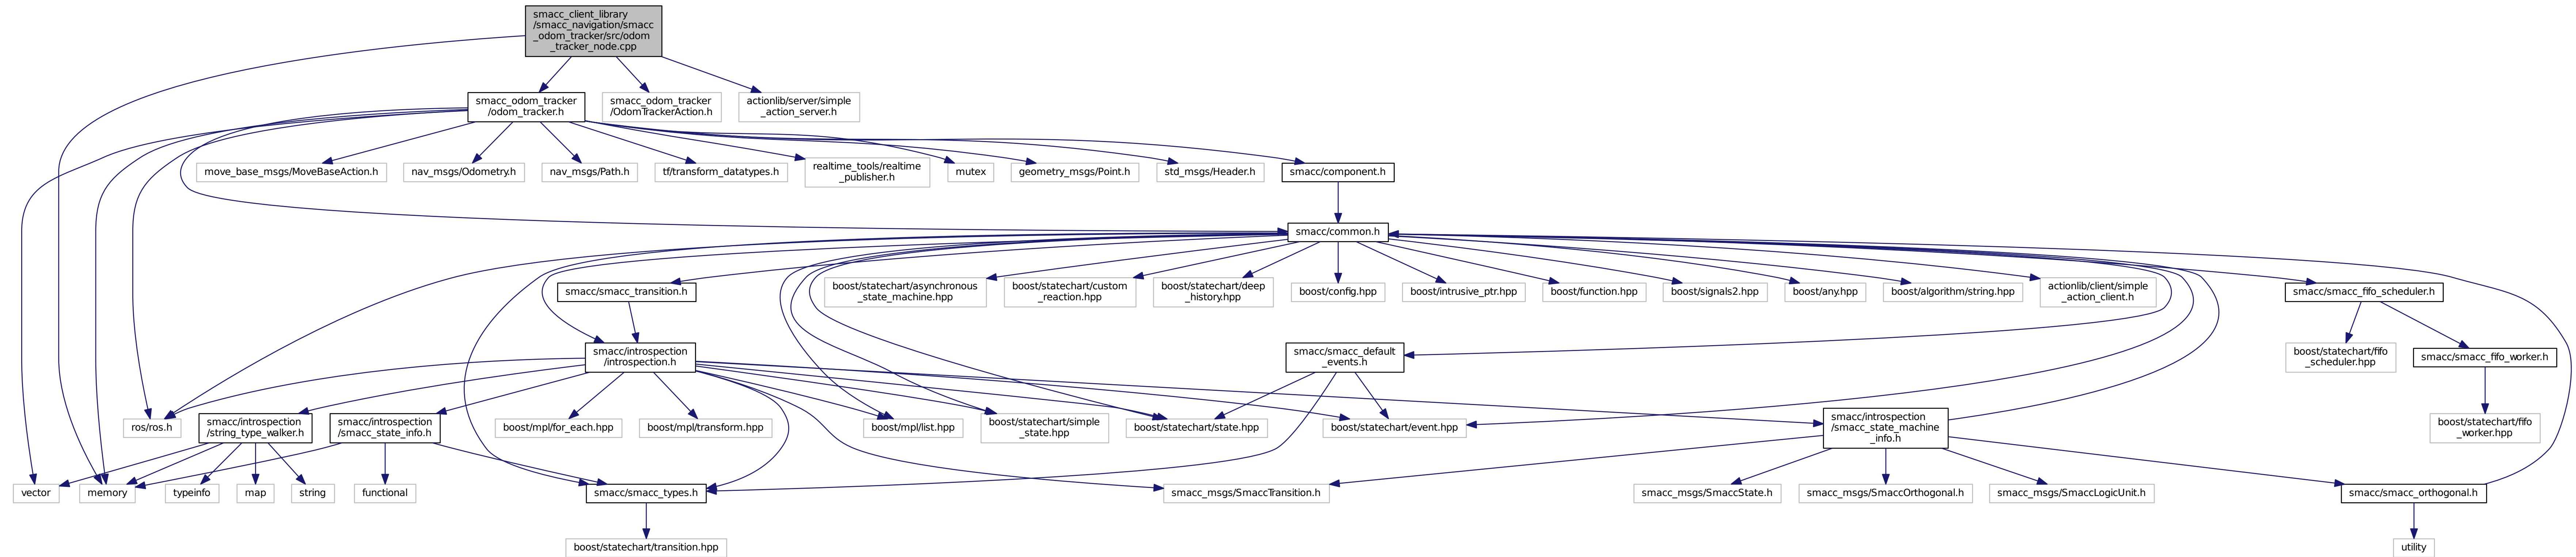 smacc_client_library
/smacc_navigation/smacc
_odom_tracker/src/odom
_tracker_node.cpp
smacc_odom_tracker
/odom_tracker.h
smacc_odom_tracker
/OdomTrackerAction.h
actionlib/server/simple
_action_server.h
move_base_msgs/MoveBaseAction.h
nav_msgs/Odometry.h
nav_msgs/Path.h
tf/transform_datatypes.h
realtime_tools/realtime
_publisher.h
mutex
geometry_msgs/Point.h
std_msgs/Header.h
smacc/component.h
smacc/common.h
smacc/smacc_transition.h
boost/statechart/asynchronous
_state_machine.hpp
boost/statechart/custom
_reaction.hpp
boost/statechart/deep
_history.hpp
boost/config.hpp
boost/intrusive_ptr.hpp
boost/function.hpp
boost/signals2.hpp
boost/any.hpp
boost/algorithm/string.hpp
actionlib/client/simple
_action_client.h
smacc/smacc_fifo_scheduler.h
smacc/introspection
/introspection.h
smacc/smacc_default
_events.h
boost/statechart/fifo
_scheduler.hpp
smacc/smacc_fifo_worker.h
ros/ros.h
smacc/introspection
/string_type_walker.h
smacc/introspection
/smacc_state_info.h
boost/mpl/for_each.hpp
boost/mpl/transform.hpp
boost/mpl/list.hpp
boost/statechart/simple
_state.hpp
boost/statechart/state.hpp
boost/statechart/event.hpp
smacc/introspection
/smacc_state_machine
_info.h
boost/statechart/fifo
_worker.hpp
vector
memory
typeinfo
map
string
functional
smacc/smacc_types.h
smacc_msgs/SmaccTransition.h
smacc_msgs/SmaccState.h
smacc_msgs/SmaccOrthogonal.h
smacc_msgs/SmaccLogicUnit.h
smacc/smacc_orthogonal.h
boost/statechart/transition.hpp
utility